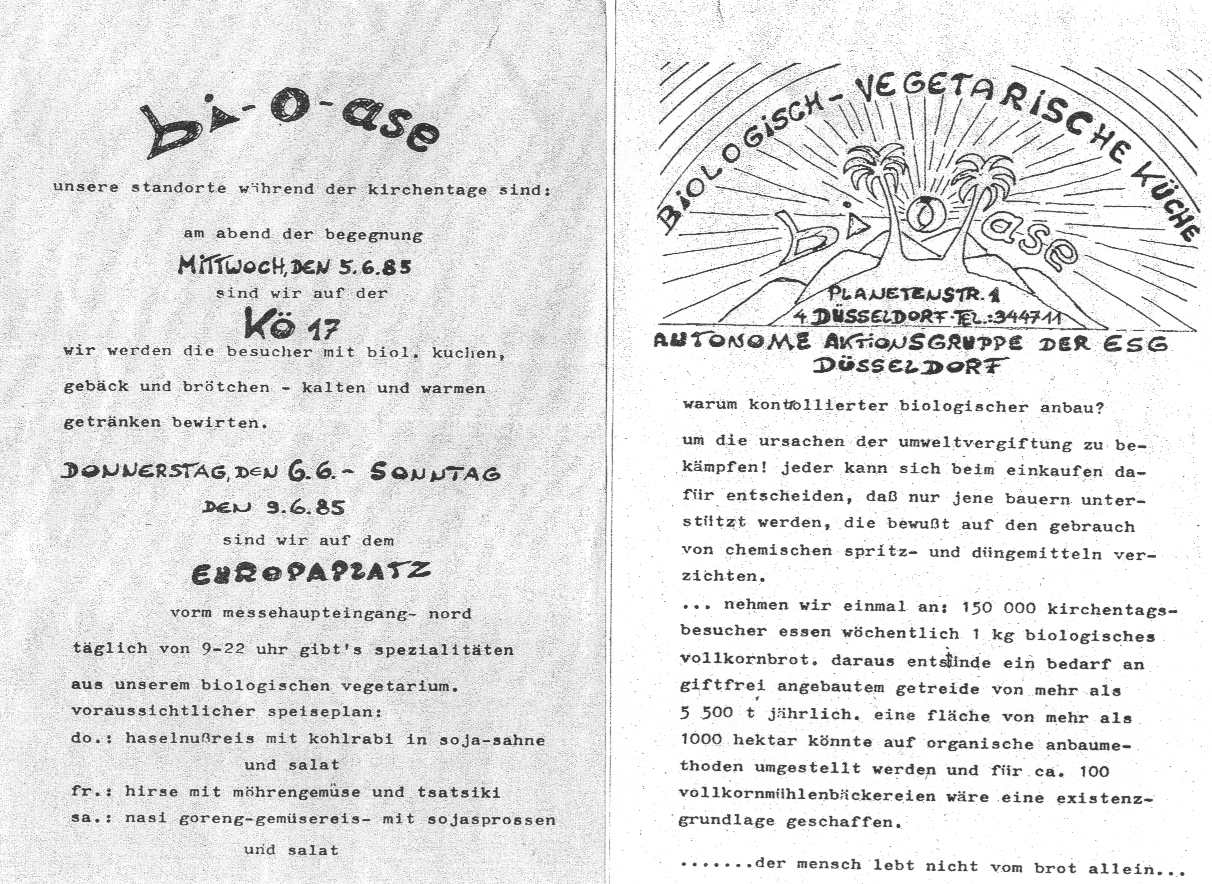 bi-o-ase
unsere standorte während der kirchentage sind:
am abend der begegnung
MITTWOCH, DEN 5.6.85
sind wir auf der
KÖ 17
wir werden die besucher mit biol. kuchen,
gebäck und brötchen - kalten und warmen
getränken bewirten.
DONNERSTAG, DEN 6.6. - SONNTAG
DEN 9.6.85
sind wir auf dem
EUROPAPLATZ
vorm messehaupteingang- nord
täglich von 9-22 uhr gibt's spezialitäten
aus unserem biologischen vegetarium.
voraussichtlicher speiseplan:
do.: haselnußreis mit kohlrabi in soja-sahne
und salat
fr.: hirse mit möhrengemüse und tsatsiki
sa.: nasi goreng-gemüsereis- mit sojasprossen
und salat
BIOLOGISCH-VEGETARISCHE KÜCHE
bi O ase
PLANETENSTR. 1
4 DÜSSELDORF-TEL.:344711
AUTONOME AKTIONSGRUPPE DER ESG
DÜSSELDORF
warum kontrollierter biologischer anbau?
um die ursachen der umweltvergiftung zu be-
kämpfen! jeder kann sich beim einkaufen da-
für entscheiden, daß nur jene bauern unter-
stützt werden, die bewußt auf den gebrauch
von chemischen spritz- und düngemitteln ver-
zichten.
... nehmen wir einmal an: 150 000 kirchentags-
besucher essen wöchentlich 1 kg biologisches
vollkornbrot. daraus entstünde ein bedarf an
giftfrei angebautem getreide von mehr als
5 500 t jährlich. eine fläche von mehr als
1000 hektar könnte auf organische anbaume-
thoden umgestellt werden und für ca. 100
vollkornmühlenbäckereien wäre eine existenz-
grundlage geschaffen.
.......der mensch lebt nicht vom brot allein...